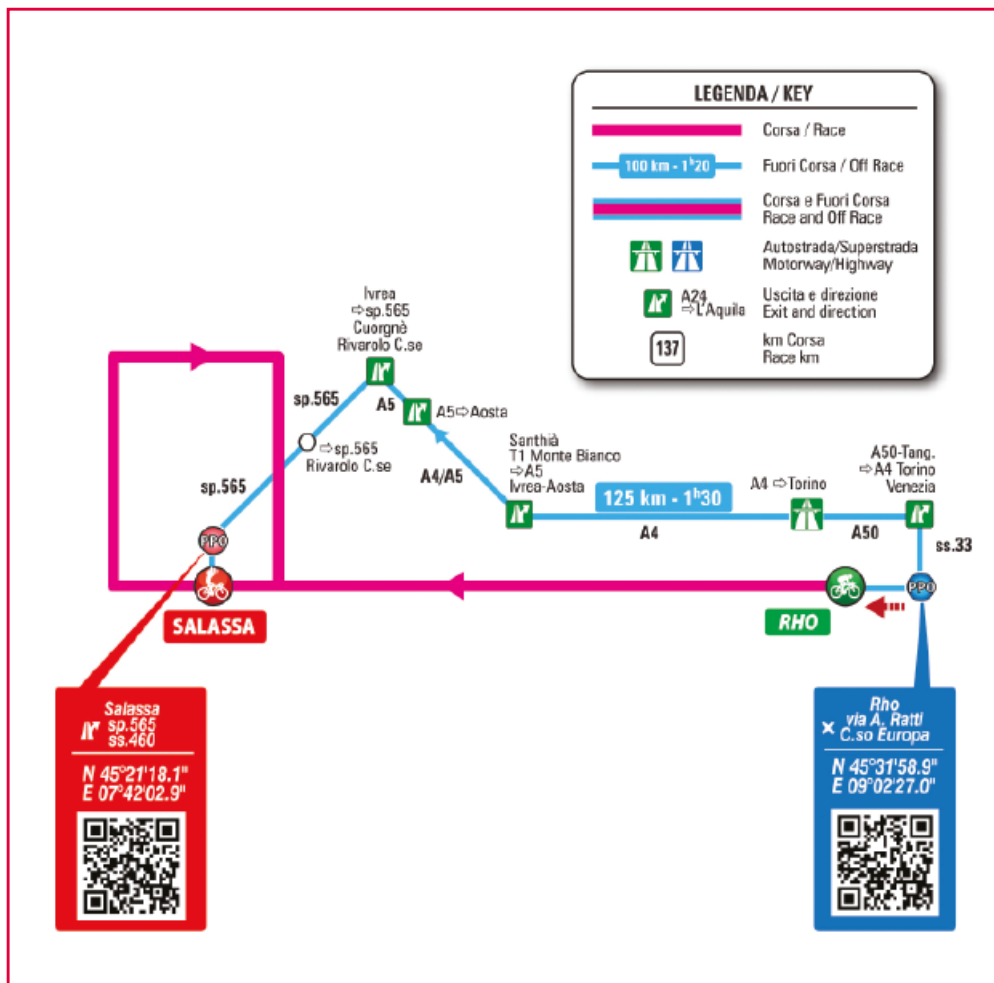 LEGENDA / KEY
Corsa / Race
100 km - 1h20
Fuori Corsa / Off Race
Corsa e Fuori Corsa
Race and Off Race
Autostrada/Superstrada
Motorway/Highway
A24
⇨L'Aquila
Uscita e direzione
Exit and direction
137
km Corsa
Race km
Ivrea
⇨sp.565
Cuorgnè
Rivarolo C.se
sp.565
A5
A5⇨Aosta
⇨sp.565
Rivarolo C.se
sp.565
A4/A5
Santhià
T1 Monte Bianco
⇨A5
Ivrea-Aosta
125 km - 1h30
A4
A4 ⇨Torino
A50
A50-Tang.
⇨A4 Torino
Venezia
ss.33
PPO
SALASSA
RHO
PPO
Salassa
sp.565
ss.460
N 45°21'18.1"
E 07°42'02.9"
Rho
via A. Ratti
C.so Europa
N 45°31'58.9"
E 09°02'27.0"